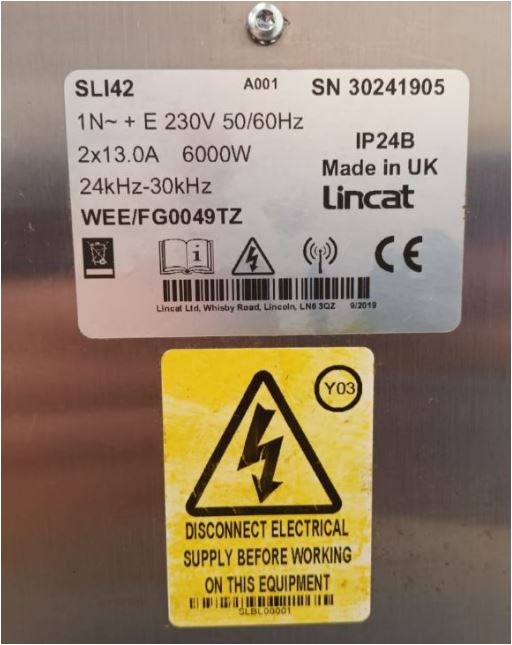 SLI42 A001 SN 30241905
1N~ + E 230V 50/60Hz
2x13.0A 6000W
24kHz-30kHz
WEE/FG0049TZ
IP24B
Made in UK
Lincat
i
CE
Lincat Ltd, Whisby Road, Lincoln, LN6 3QZ 9/2019
Y03
DISCONNECT ELECTRICAL
SUPPLY BEFORE WORKING
ON THIS EQUIPMENT
SLBL00001